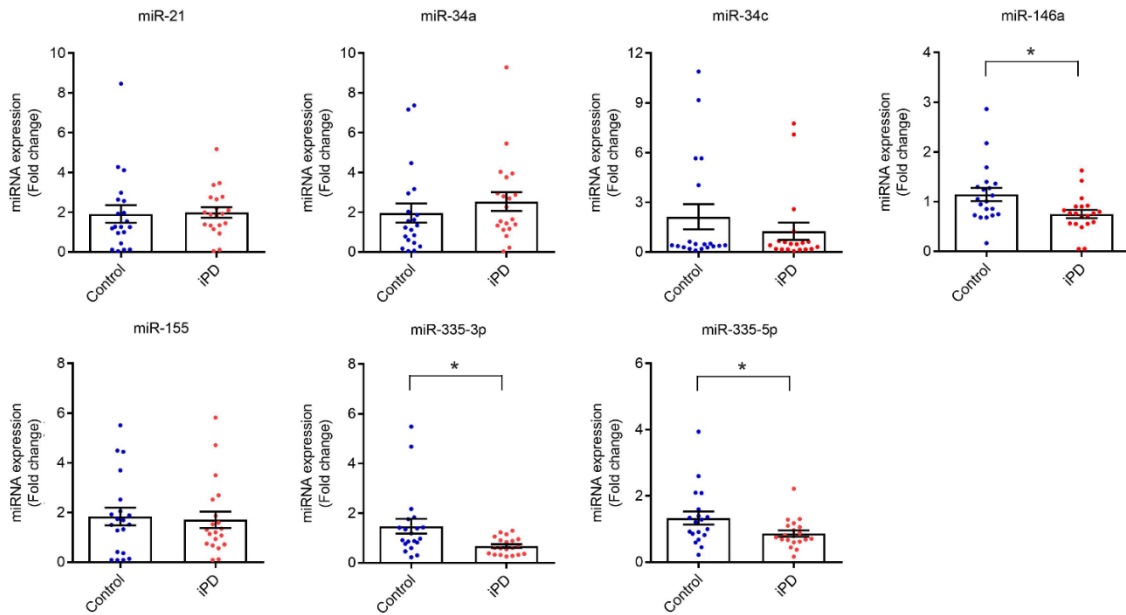 miR-21
miRNA expression
(Fold change)
10
8
6
4
2
0
Control
iPD
miR-34a
miRNA expression
(Fold change)
10
8
6
4
2
0
Control
iPD
miR-34c
miRNA expression
(Fold change)
12
9
6
3
0
Control
iPD
miR-146a
miRNA expression
(Fold change)
4
3
2
1
0
*
Control
iPD
miR-155
miRNA expression
(Fold change)
8
6
4
2
0
Control
iPD
miR-335-3p
miRNA expression
(Fold change)
8
6
4
2
0
*
Control
iPD
miR-335-5p
miRNA expression
(Fold change)
6
4
2
0
*
Control
iPD